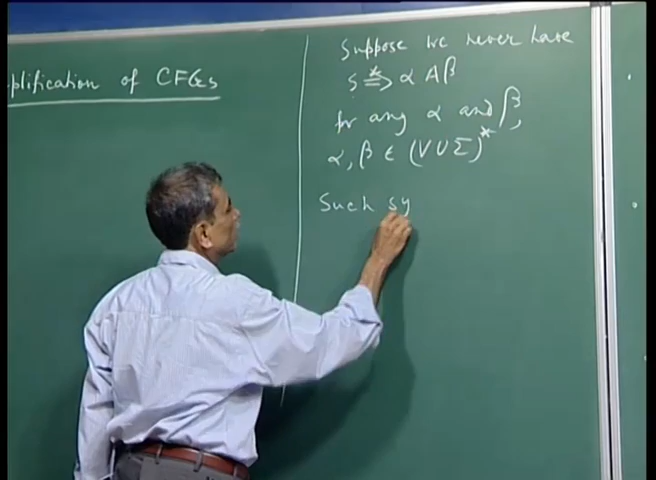 plification of CFGs
Suppose we never have
S ⇒* α A β
for any α and β,
α, β ∈ (V ∪ Σ)*
Such sy